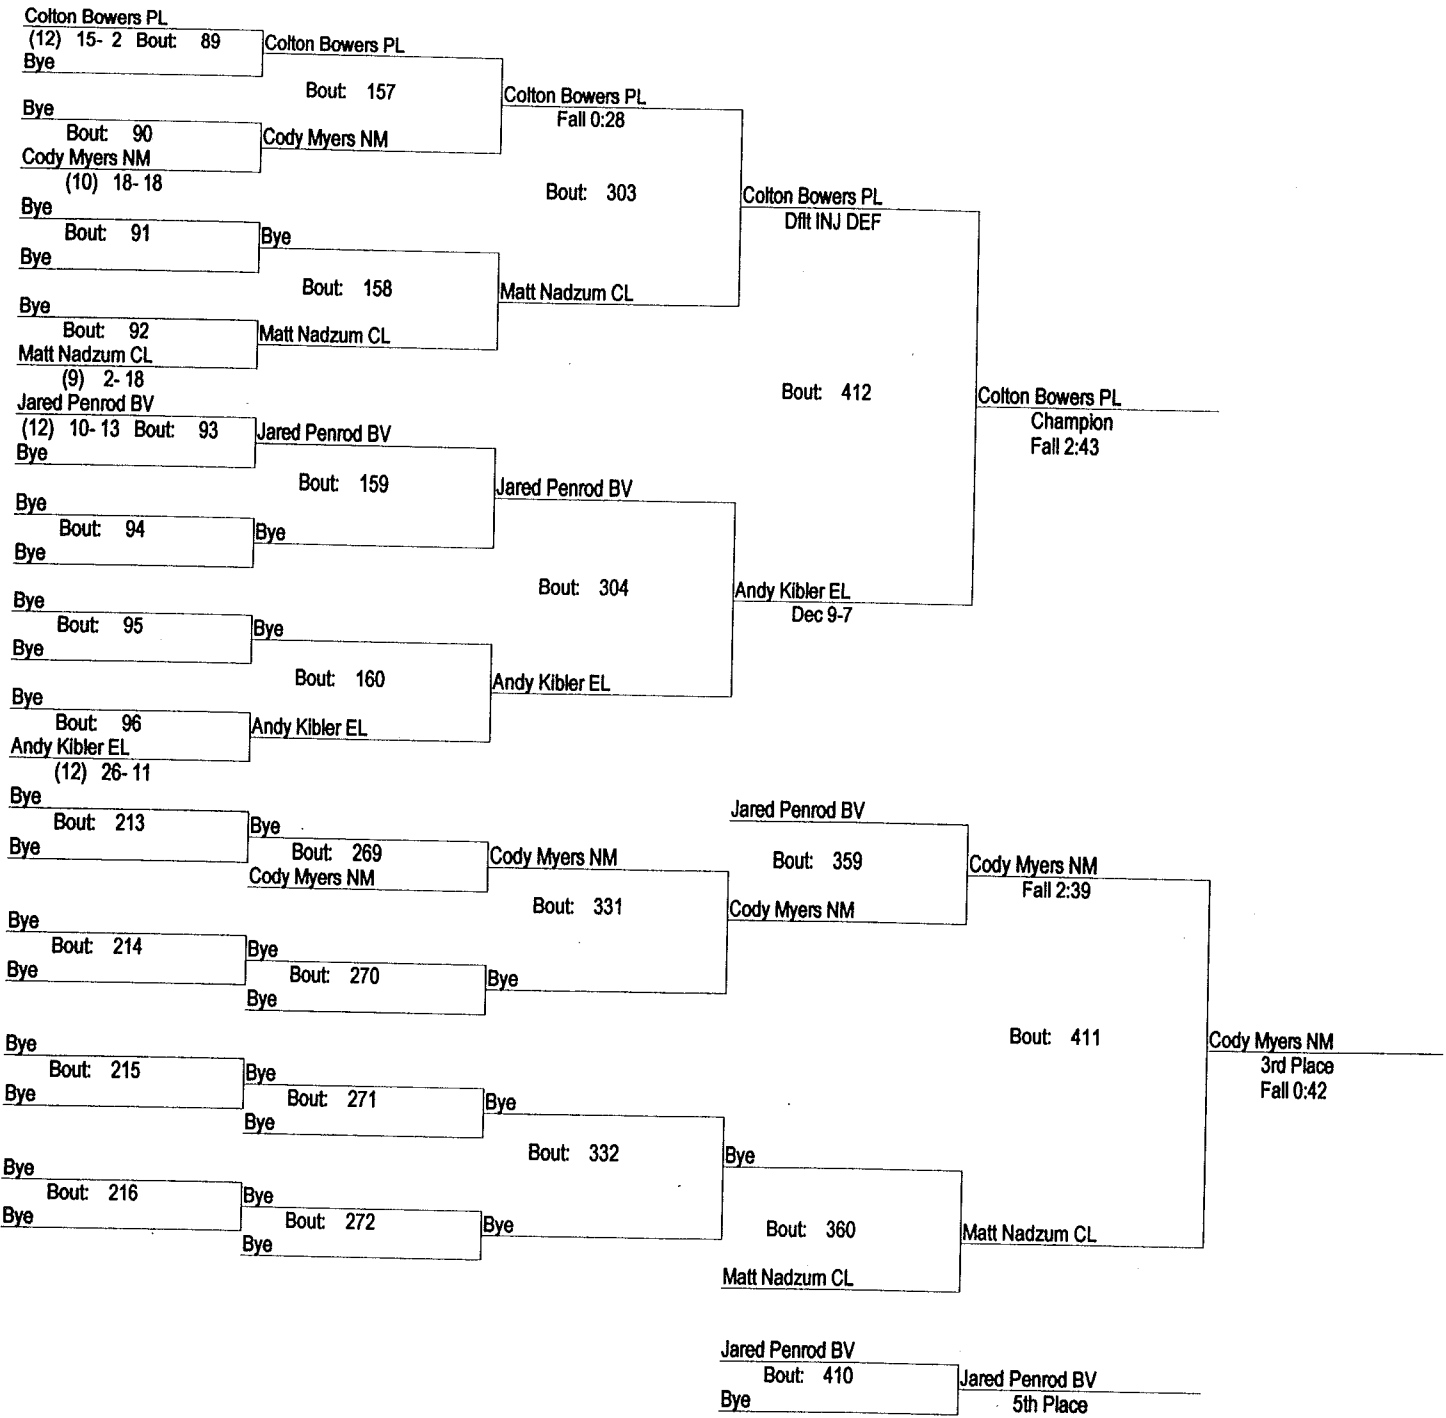 Colton Bowers PL
(12) 15- 2 Bout: 89
Bye
Colton Bowers PL
Bout: 157
Bye
Bout: 90
Cody Myers NM
(10) 18- 18
Cody Myers NM
Colton Bowers PL
Fall 0:28
Bout: 303
Bye
Bout: 91
Bye
Bye
Bout: 158
Bye
Bout: 92
Matt Nadzum CL
(9) 2- 18
Matt Nadzum CL
Matt Nadzum CL
Colton Bowers PL
Dflt INJ DEF
Bout: 412
Jared Penrod BV
(12) 10- 13 Bout: 93
Bye
Jared Penrod BV
Bout: 159
Bye
Bout: 94
Bye
Bye
Jared Penrod BV
Bout: 304
Bye
Bout: 95
Bye
Bye
Bout: 160
Bye
Bout: 96
Andy Kibler EL
(12) 26- 11
Andy Kibler EL
Andy Kibler EL
Andy Kibler EL
Dec 9-7
Colton Bowers PL
Champion
Fall 2:43
Bye
Bout: 213
Bye
Bye
Bout: 269
Cody Myers NM
Cody Myers NM
Bout: 331
Bye
Bout: 214
Bye
Bye
Bout: 270
Bye
Bye
Jared Penrod BV
Bout: 359
Cody Myers NM
Cody Myers NM
Fall 2:39
Bout: 411
Bye
Bout: 215
Bye
Bye
Bout: 271
Bye
Bye
Bout: 332
Bye
Bout: 216
Bye
Bye
Bout: 272
Bye
Bye
Bye
Bout: 360
Matt Nadzum CL
Matt Nadzum CL
Cody Myers NM
3rd Place
Fall 0:42
Jared Penrod BV
Bout: 410
Bye
Jared Penrod BV
5th Place